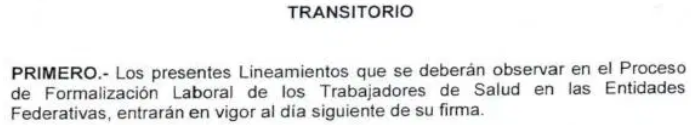 TRANSITORIO
PRIMERO.- Los presentes Lineamientos que se deberán observar en el Proceso
de Formalización Laboral de los Trabajadores de Salud en las Entidades
Federativas, entrarán en vigor al día siguiente de su firma.